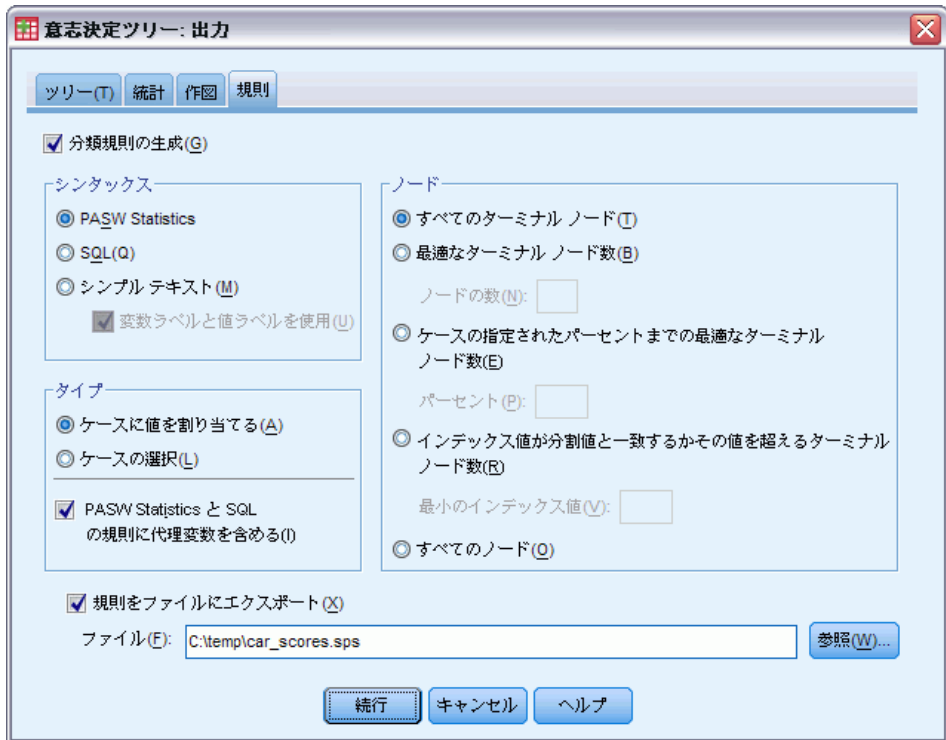 意志決定ツリー: 出力
ツリー(T) 統計 作図 規則
分類規則の生成(G)
シンタックス
PASW Statistics
SQL(Q)
シンプル テキスト(M)
変数ラベルと値ラベルを使用(U)
タイプ
ケースに値を割り当てる(A)
ケースの選択(L)
PASW Statistics と SQL
の規則に代理変数を含める(I)
ノード
すべてのターミナル ノード(T)
最適なターミナル ノード数(B)
ノードの数(N):
ケースの指定されたパーセントまでの最適なターミナル
ノード数(E)
パーセント(P):
インデックス値が分割値と一致するかその値を超えるターミナル
ノード数(R)
最小のインデックス値(V):
すべてのノード(O)
規則をファイルにエクスポート(X)
ファイル(F): C:\temp\car_scores.sps 参照(W)...
続行 キャンセル ヘルプ